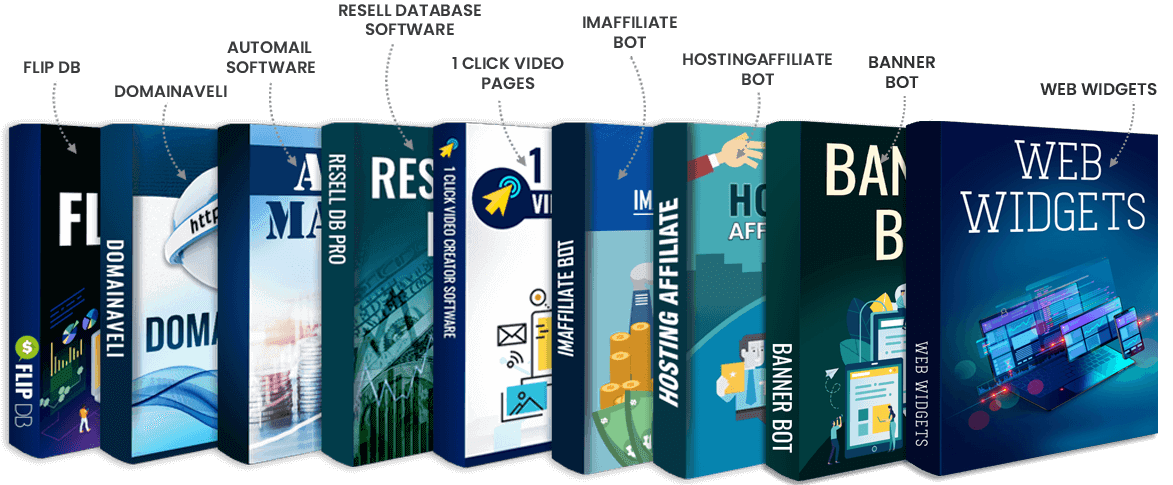 FLIP DB
DOMAINAVELI
AUTOMAIL
SOFTWARE
RESELL DATABASE
SOFTWARE
1 CLICK VIDEO
PAGES
IMAFFILIATE
BOT
HOSTINGAFFILIATE
BOT
BANNER
BOT
WEB WIDGETS
FL
$
FLIP DB
http
DOMA
DOMAINAVELI
A
MA
RES
RESELL DB PRO
1
VI
1 CLICK VIDEO CREATOR SOFTWARE
IM
IMAFFILIATE BOT
HO
AFF
HOSTING AFFILIATE
BAN
B
BANNER BOT
WEB
WIDGETS
WEB WIDGETS